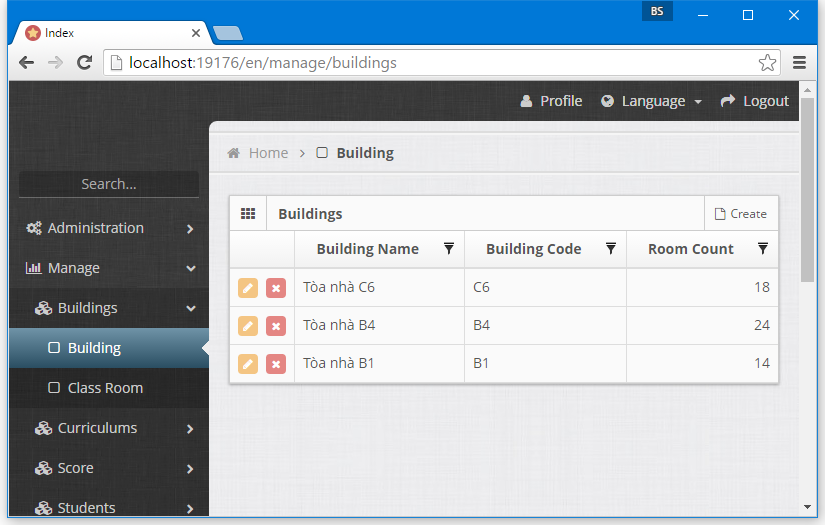 BS
Index
localhost:19176/en/manage/buildings
Profile Language Logout
Home Building
Search...
Administration
Manage
Buildings
Building
Class Room
Curriculums
Score
Students
Buildings Create
Building Name Building Code Room Count
Tòa nhà C6 C6 18
Tòa nhà B4 B4 24
Tòa nhà B1 B1 14